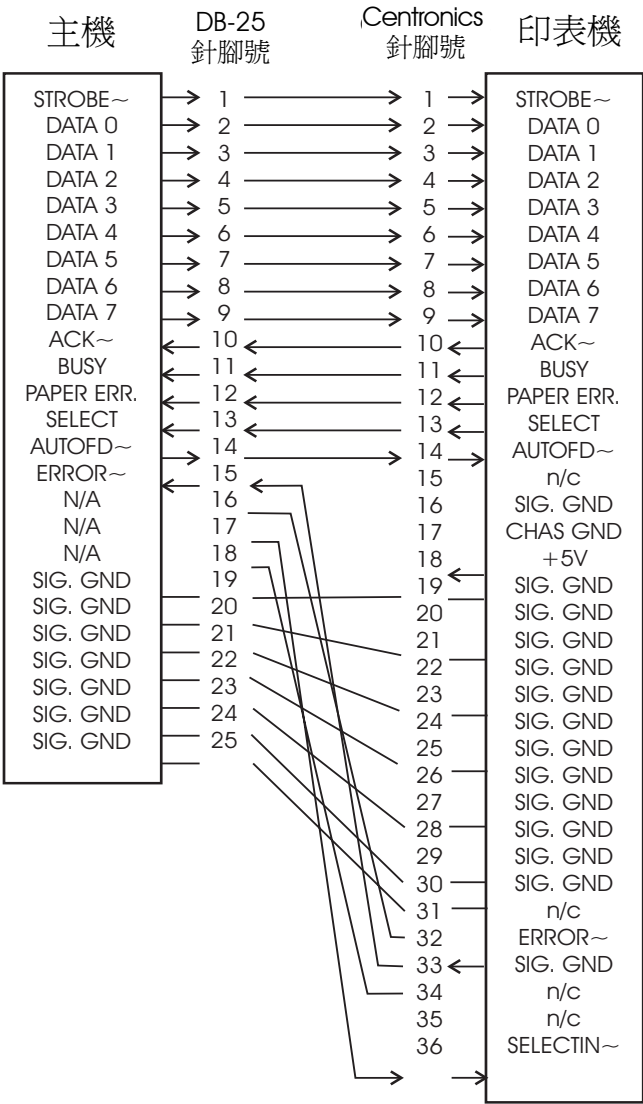 主機 DB-25 Centronics 印表機
針腳號 針腳號
STROBE~ 1 1 STROBE~
DATA 0 2 2 DATA 0
DATA 1 3 3 DATA 1
DATA 2 4 4 DATA 2
DATA 3 5 5 DATA 3
DATA 4 6 6 DATA 4
DATA 5 7 7 DATA 5
DATA 6 8 8 DATA 6
DATA 7 9 9 DATA 7
ACK~ 10 10 ACK~
BUSY 11 11 BUSY
PAPER ERR. 12 12 PAPER ERR.
SELECT 13 13 SELECT
AUTOFD~ 14 14 AUTOFD~
ERROR~ 15 15 n/c
N/A 16 16 SIG. GND
N/A 17 17 CHAS GND
N/A 18 18 +5V
SIG. GND 19 19 SIG. GND
SIG. GND 20 20 SIG. GND
SIG. GND 21 21 SIG. GND
SIG. GND 22 22 SIG. GND
SIG. GND 23 23 SIG. GND
SIG. GND 24 24 SIG. GND
SIG. GND 25 25 SIG. GND
26 SIG. GND
27 SIG. GND
28 SIG. GND
29 SIG. GND
30 SIG. GND
31 n/c
32 ERROR~
33 SIG. GND
34 n/c
35 n/c
36 SELECTIN~